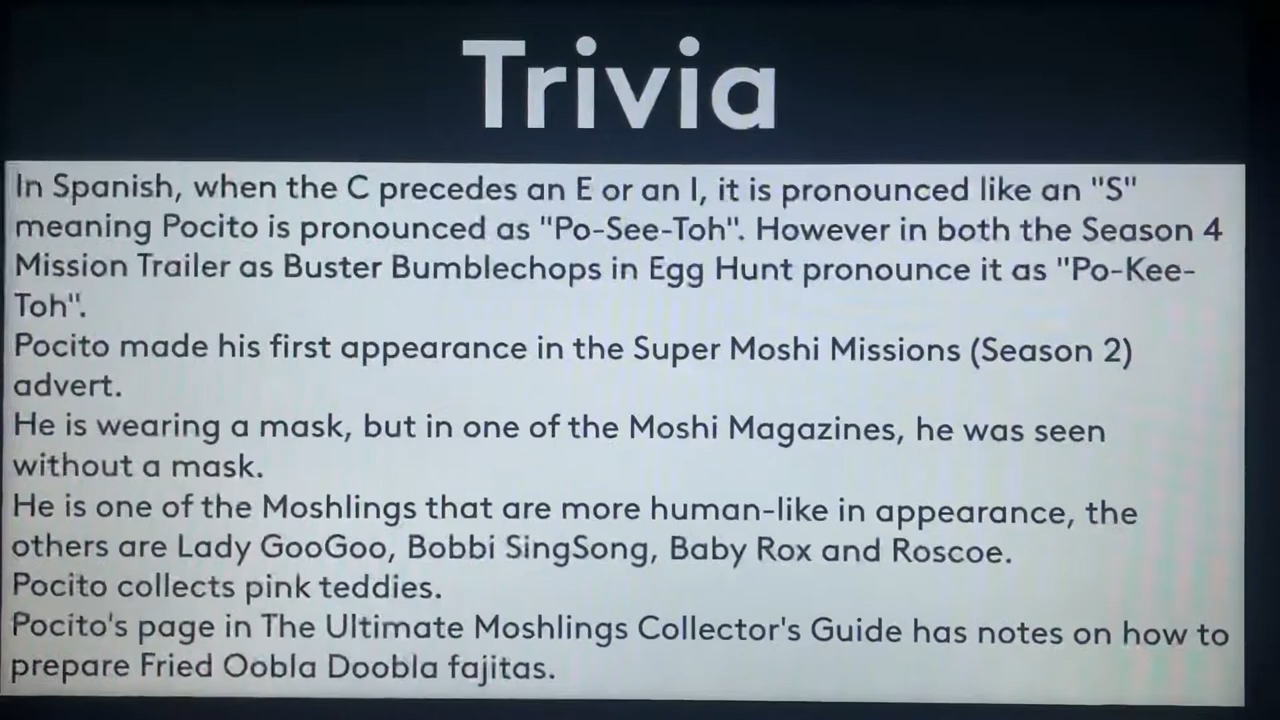 Trivia
In Spanish, when the C precedes an E or an I, it is pronounced like an "S"
meaning Pocito is pronounced as "Po-See-Toh". However in both the Season 4
Mission Trailer as Buster Bumblechops in Egg Hunt pronounce it as "Po-Kee-
Toh".
Pocito made his first appearance in the Super Moshi Missions (Season 2)
advert.
He is wearing a mask, but in one of the Moshi Magazines, he was seen
without a mask.
He is one of the Moshlings that are more human-like in appearance, the
others are Lady GooGoo, Bobbi SingSong, Baby Rox and Roscoe.
Pocito collects pink teddies.
Pocito's page in The Ultimate Moshlings Collector's Guide has notes on how to
prepare Fried Oobla Doobla fajitas.